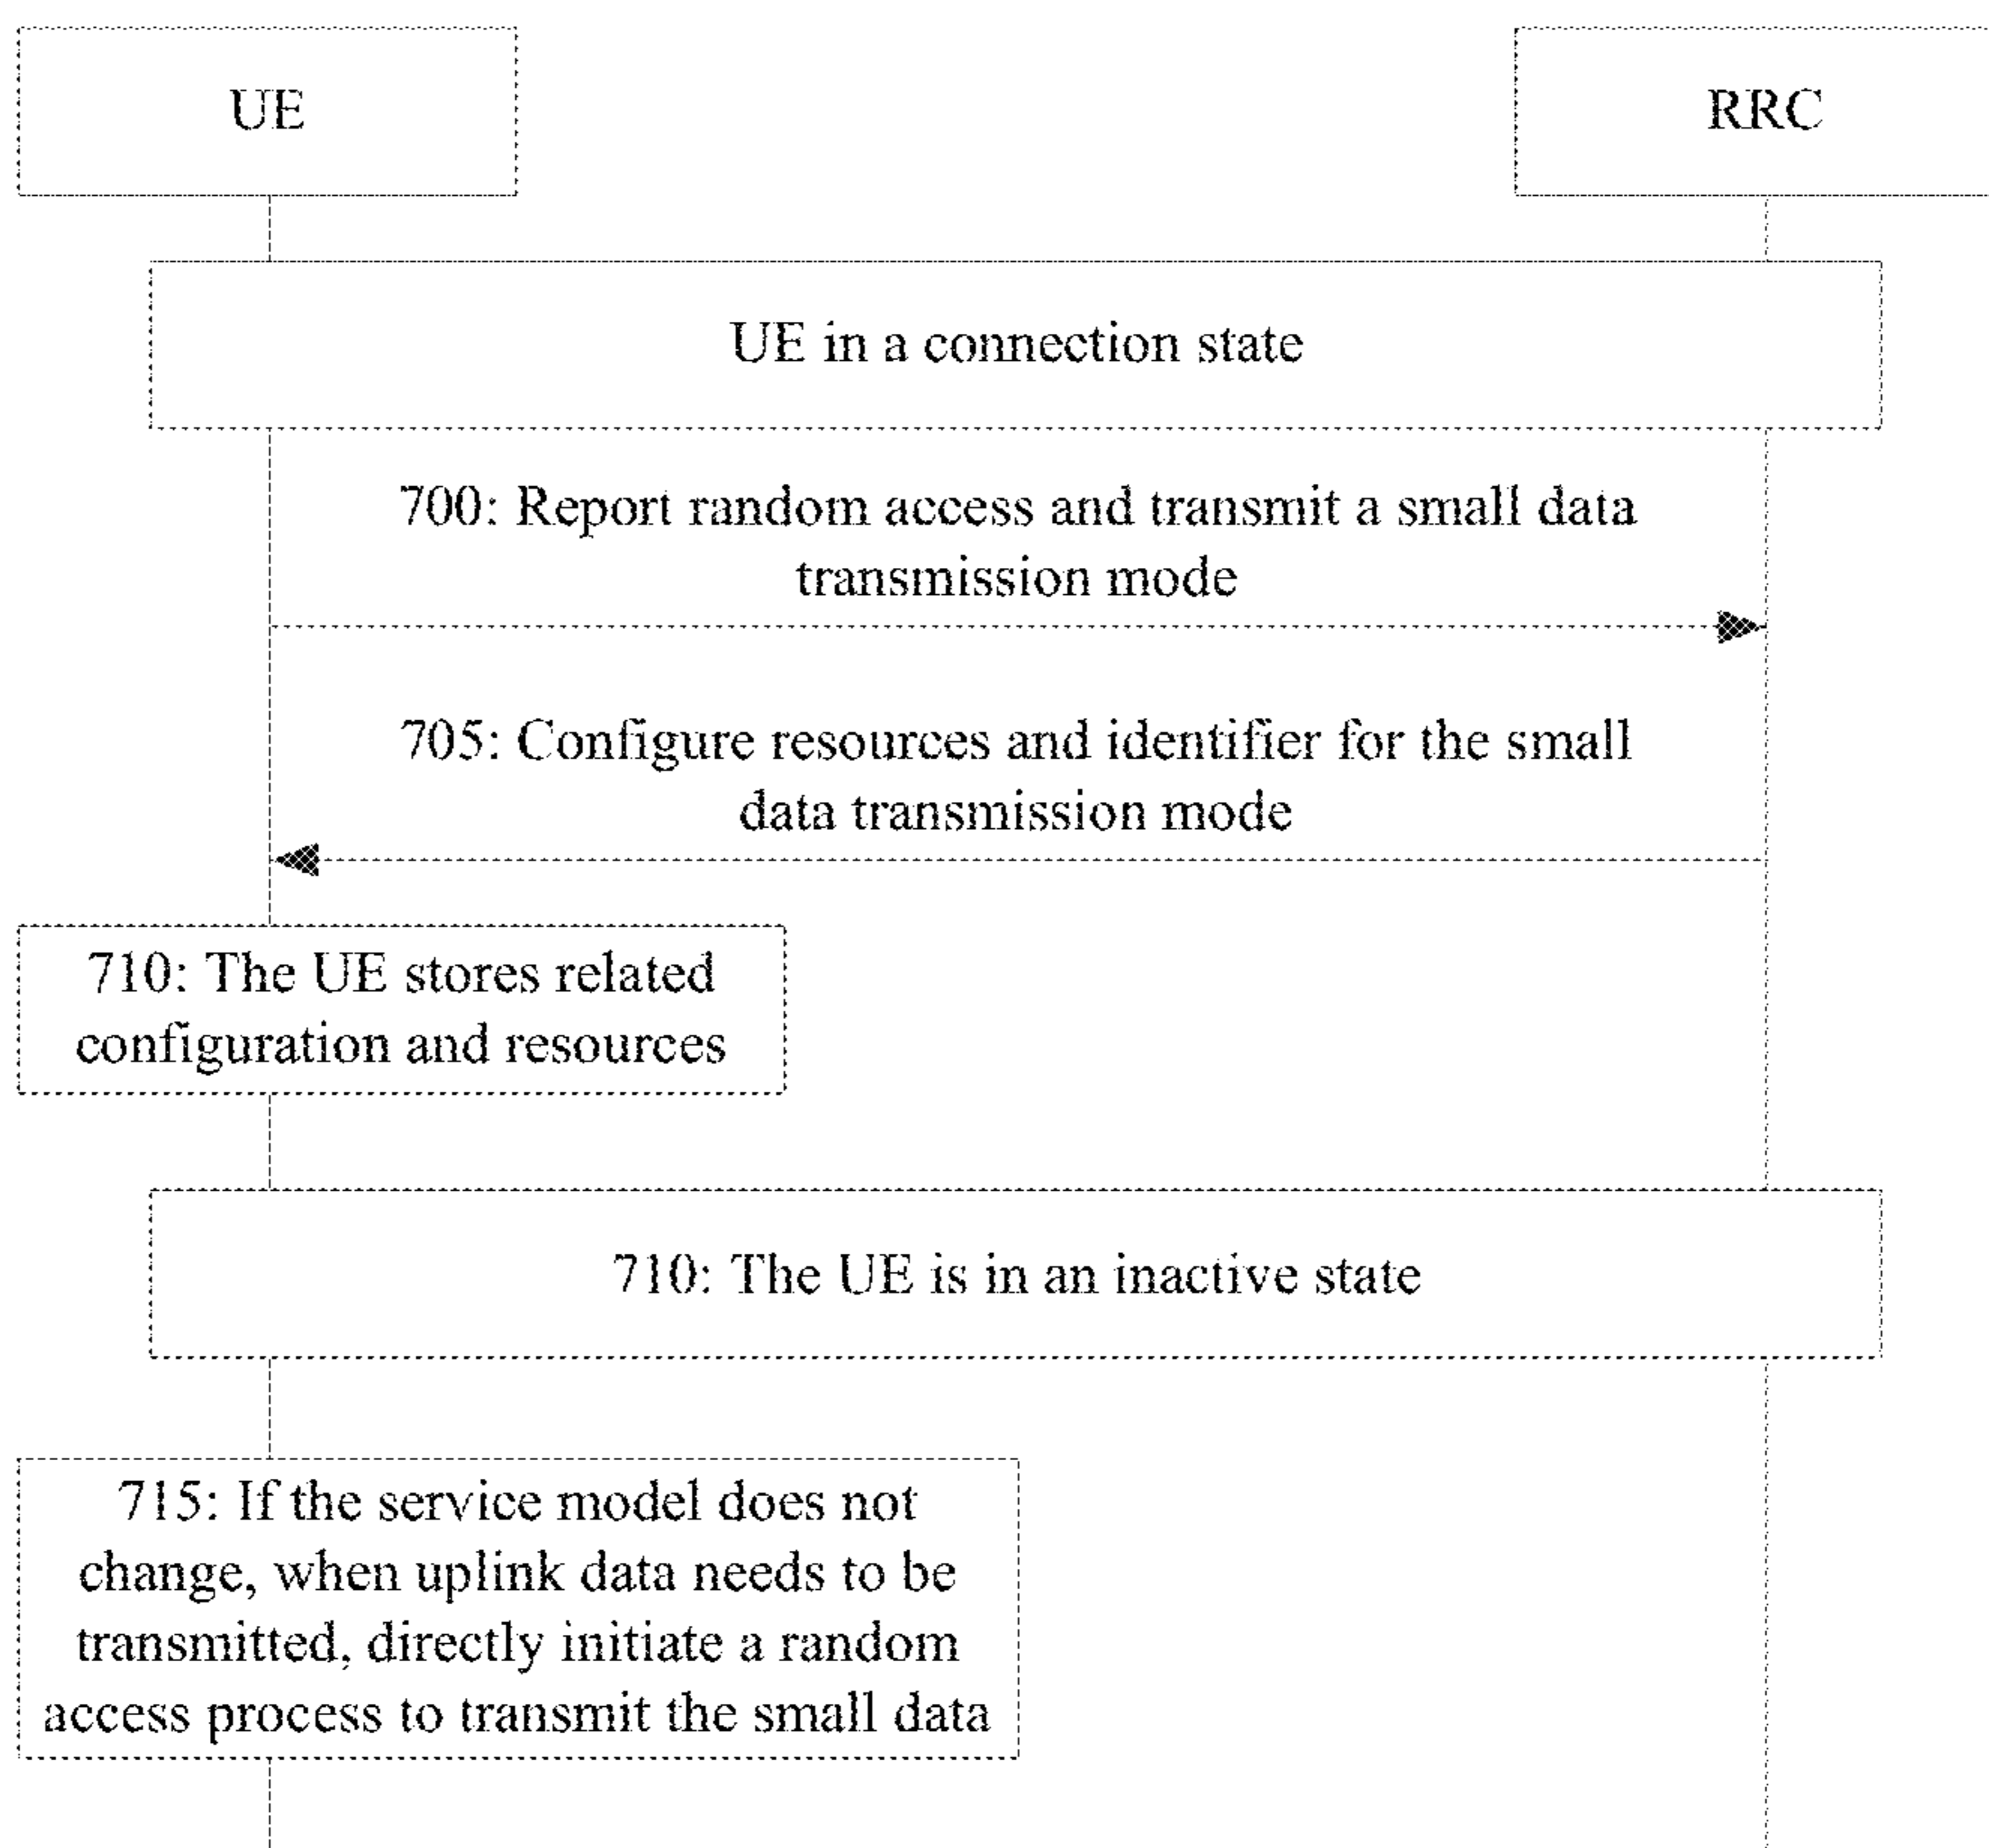 UE
RRC
UE in a connection state
700: Report random access and transmit a small data
transmission mode
705: Configure resources and identifier for the small
data transmission mode
710: The UE stores related
configuration and resources
710: The UE is in an inactive state
715: If the service model does not
change, when uplink data needs to be
transmitted, directly initiate a random
access process to transmit the small data